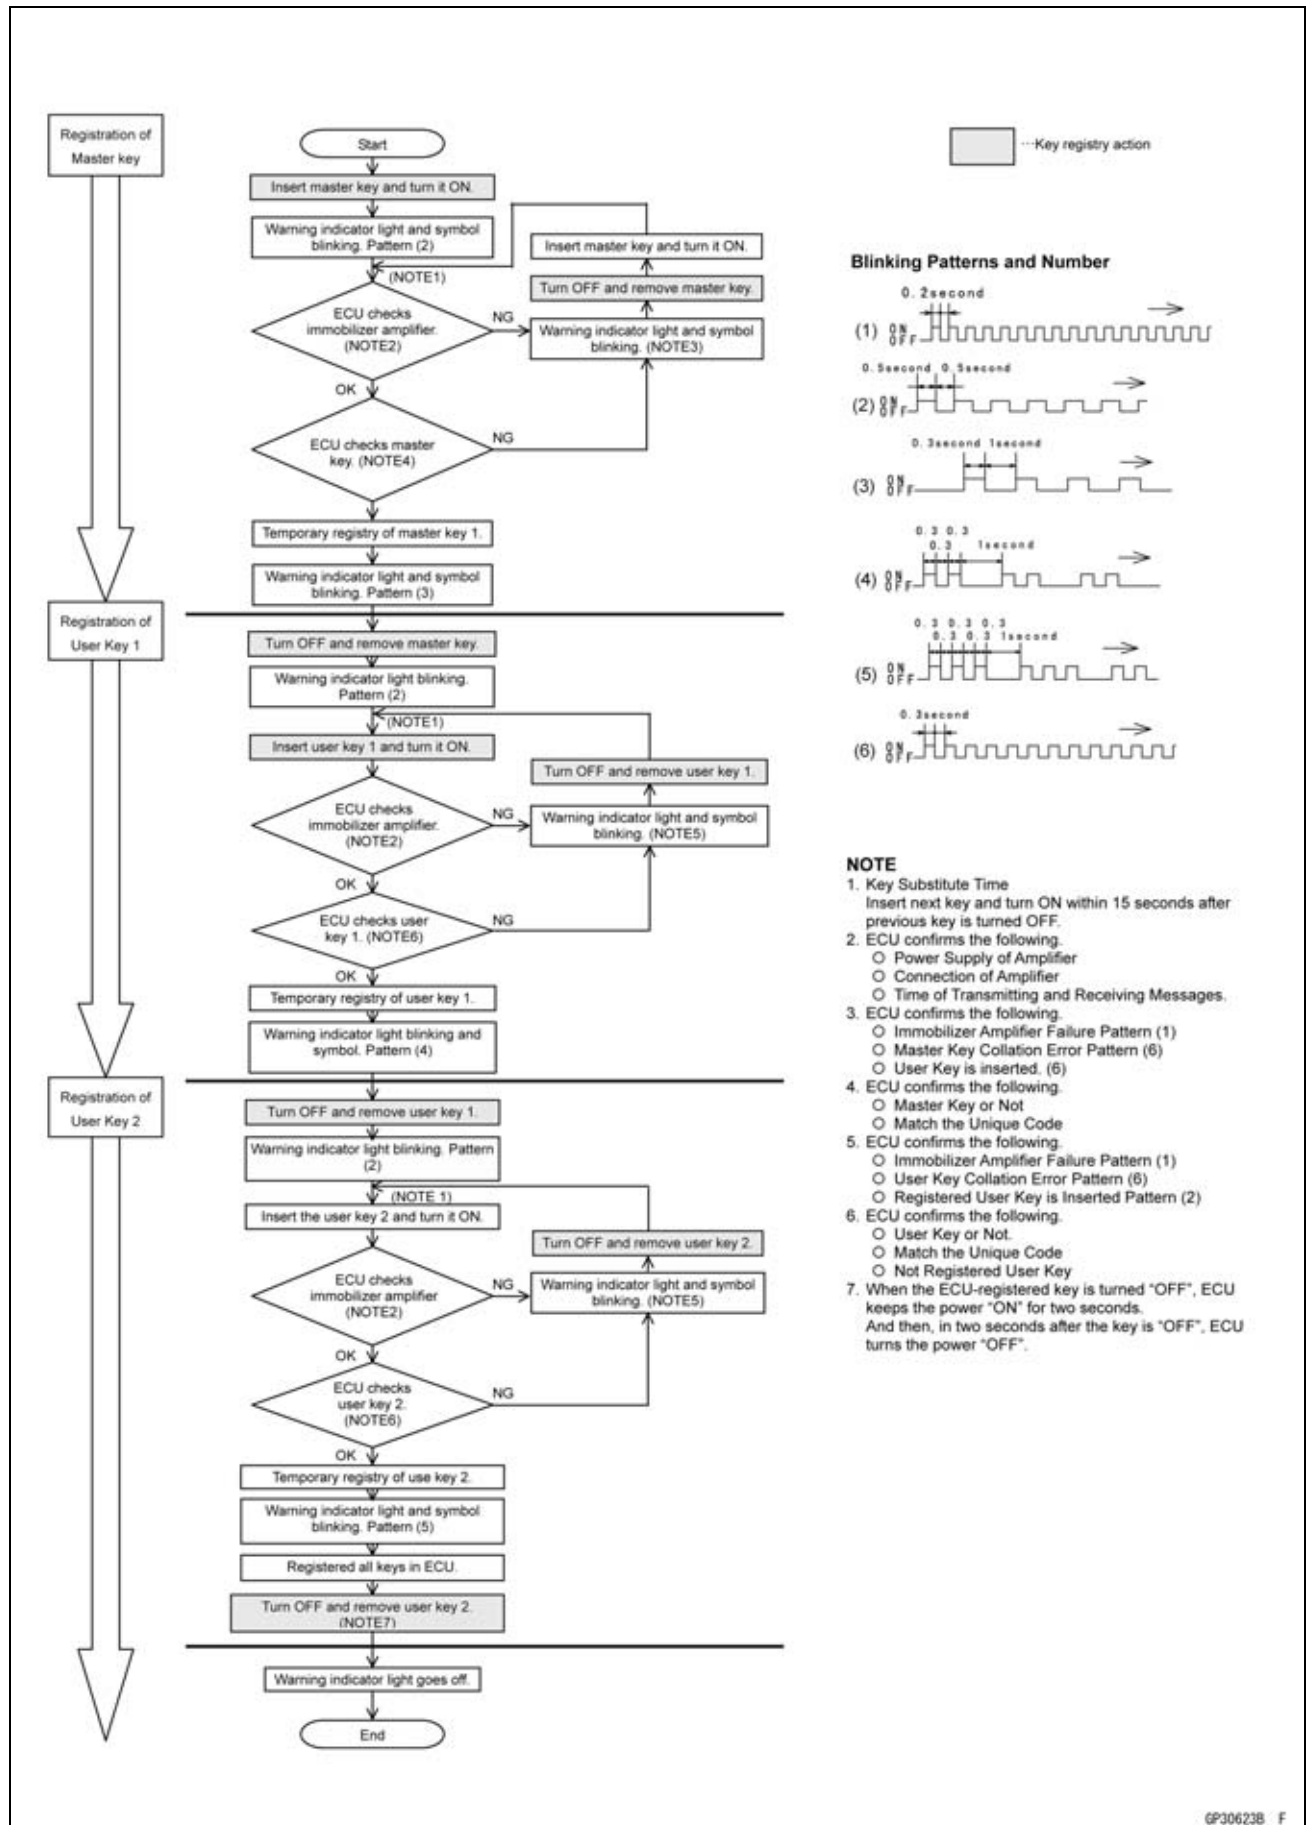 Registration of
Master key
Start
Insert master key and turn it ON.
Warning indicator light and symbol
blinking. Pattern (2)
(NOTE1)
ECU checks
immobilizer amplifier.
(NOTE2)
NG
Insert master key and turn it ON.
Turn OFF and remove master key.
Warning indicator light and symbol
blinking. (NOTE3)
OK
ECU checks master
key. (NOTE4)
NG
Temporary registry of master key 1.
Warning indicator light and symbol
blinking. Pattern (3)
Registration of
User Key 1
Turn OFF and remove master key.
Warning indicator light blinking.
Pattern (2)
(NOTE1)
Insert user key 1 and turn it ON.
ECU checks
immobilizer amplifier.
(NOTE2)
NG
Turn OFF and remove user key 1.
Warning indicator light and symbol
blinking. (NOTE5)
OK
ECU checks user
key 1. (NOTE6)
NG
OK
Temporary registry of user key 1.
Warning indicator light blinking and
symbol. Pattern (4)
Registration of
User Key 2
Turn OFF and remove user key 1.
Warning indicator light blinking. Pattern
(2)
(NOTE 1)
Insert the user key 2 and turn it ON.
ECU checks
immobilizer amplifier
(NOTE2)
NG
Turn OFF and remove user key 2.
Warning indicator light and symbol
blinking. (NOTE5)
OK
ECU checks
user key 2.
(NOTE6)
NG
OK
Temporary registry of use key 2.
Warning indicator light and symbol
blinking. Pattern (5)
Registered all keys in ECU.
Turn OFF and remove user key 2.
(NOTE7)
Warning indicator light goes off.
End
···Key registry action
Blinking Patterns and Number
0.2second
(1) ON OFF
0.5second 0.5second
(2) ON OFF
0.3second 1second
(3) ON OFF
0.3 0.3
0.3 1second
(4) ON OFF
0.3 0.3 0.3
0.3 0.3 1second
(5) ON OFF
0.3second
(6) ON OFF
NOTE
1. Key Substitute Time
Insert next key and turn ON within 15 seconds after
previous key is turned OFF.
2. ECU confirms the following.
○ Power Supply of Amplifier
○ Connection of Amplifier
○ Time of Transmitting and Receiving Messages.
3. ECU confirms the following.
○ Immobilizer Amplifier Failure Pattern (1)
○ Master Key Collation Error Pattern (6)
○ User Key is inserted. (6)
4. ECU confirms the following.
○ Master Key or Not
○ Match the Unique Code
5. ECU confirms the following.
○ Immobilizer Amplifier Failure Pattern (1)
○ User Key Collation Error Pattern (6)
○ Registered User Key is Inserted Pattern (2)
6. ECU confirms the following.
○ User Key or Not.
○ Match the Unique Code
○ Not Registered User Key
7. When the ECU-registered key is turned “OFF”, ECU
keeps the power “ON” for two seconds.
And then, in two seconds after the key is “OFF”, ECU
turns the power “OFF”.
GP30623B F